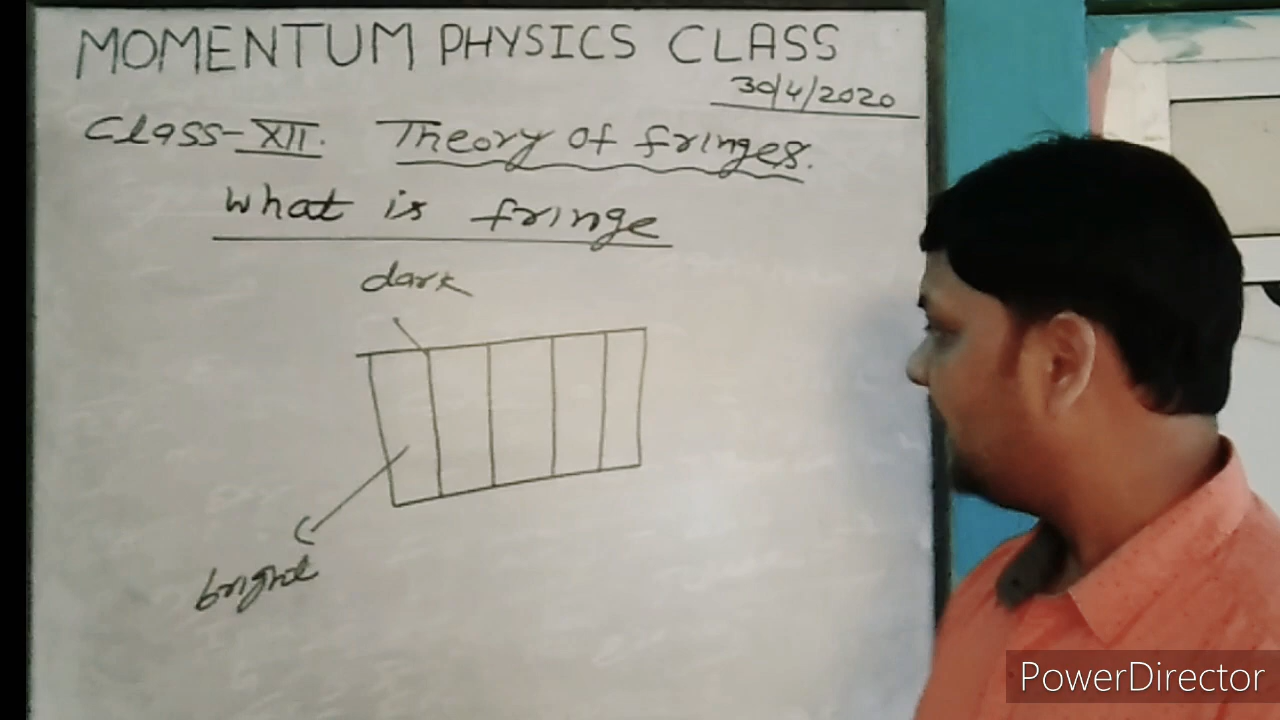 MOMENTUM PHYSICS CLASS
30/4/2020
Class-XII. Theory of fringes.
What is fringe
dark
bright
PowerDirector